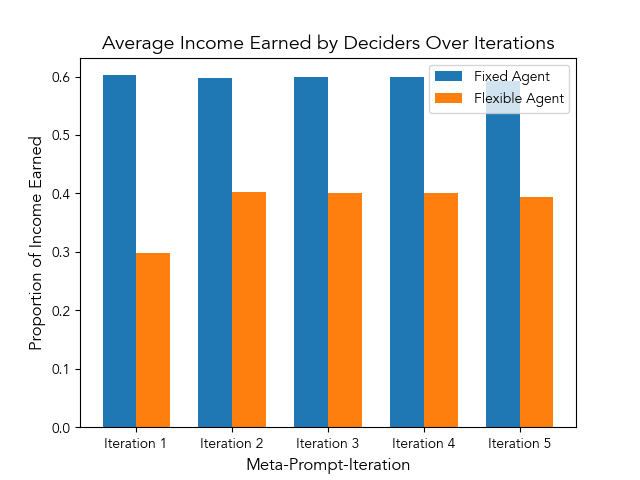 Average Income Earned by Deciders Over Iterations
Fixed Agent
Flexible Agent
Proportion of Income Earned
0.6
0.5
0.4
0.3
0.2
0.1
0.0
Iteration 1
Iteration 2
Iteration 3
Iteration 4
Iteration 5
Meta-Prompt-Iteration